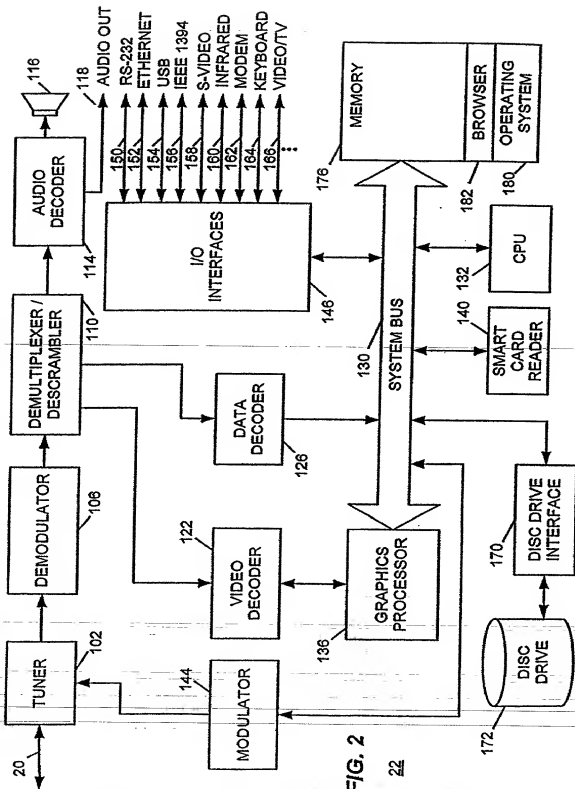 116
AUDIO OUT
118
RS-232
150
ETHERNET
152
USB
154
IEEE 1394
156
S-VIDEO
158
INFRARED
160
MODEM
162
KEYBOARD
164
VIDEO/TV
166
AUDIO
DECODER
114
I/O
INTERFACES
146
DEMULTIPLEXER /
DESCRAMBLER
110
DEMODULATOR
106
TUNER
102
20
DATA
DECODER
126
VIDEO
DECODER
122
MODULATOR
144
MEMORY
176
BROWSER
182
OPERATING
SYSTEM
180
SYSTEM BUS
130
CPU
132
SMART
CARD
READER
140
GRAPHICS
PROCESSOR
136
DISC DRIVE
INTERFACE
170
DISC
DRIVE
172
FIG. 2
22